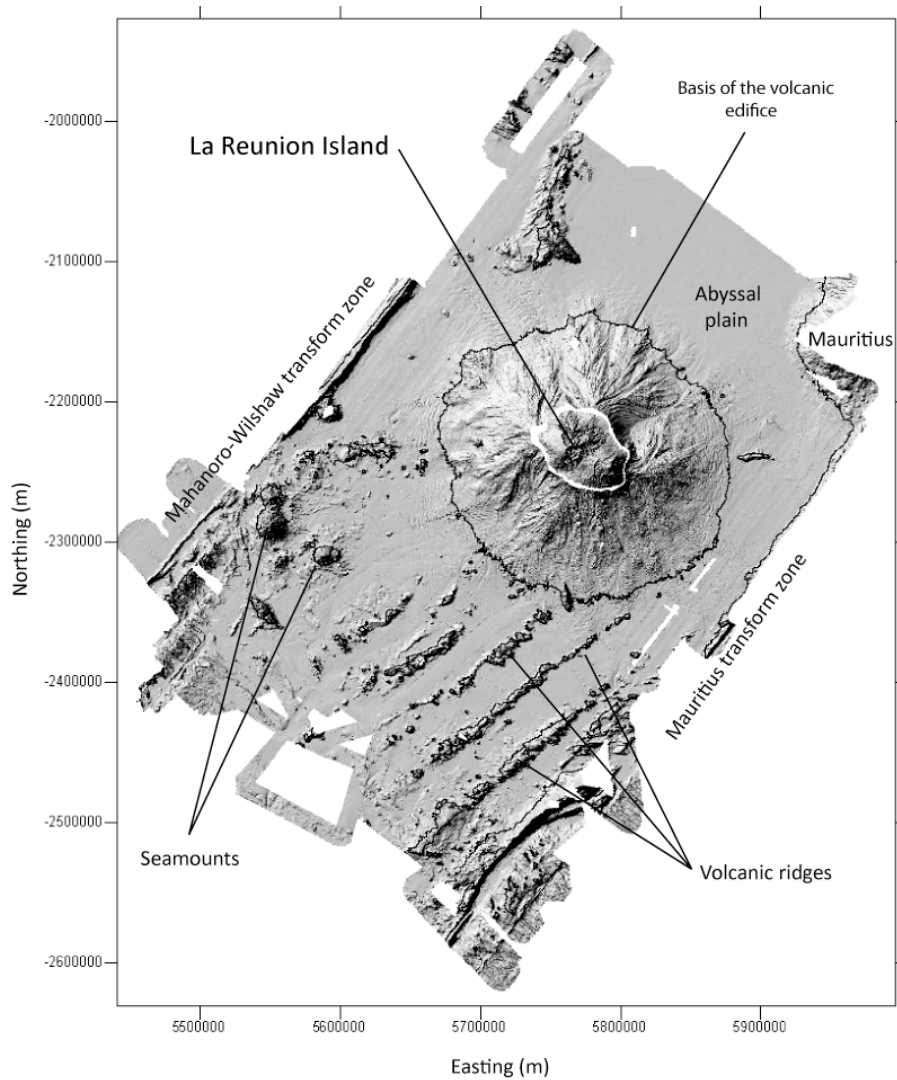 Basis of the volcanic
edifice
-2000000
La Reunion Island
-2100000
Abyssal
plain
Mauritius
Mahanoro-Wilshaw transform zone
-2200000
Northing (m)
-2300000
Mauritius transform zone
-2400000
-2500000
Seamounts
Volcanic ridges
-2600000
5500000 5600000 5700000 5800000 5900000
Easting (m)